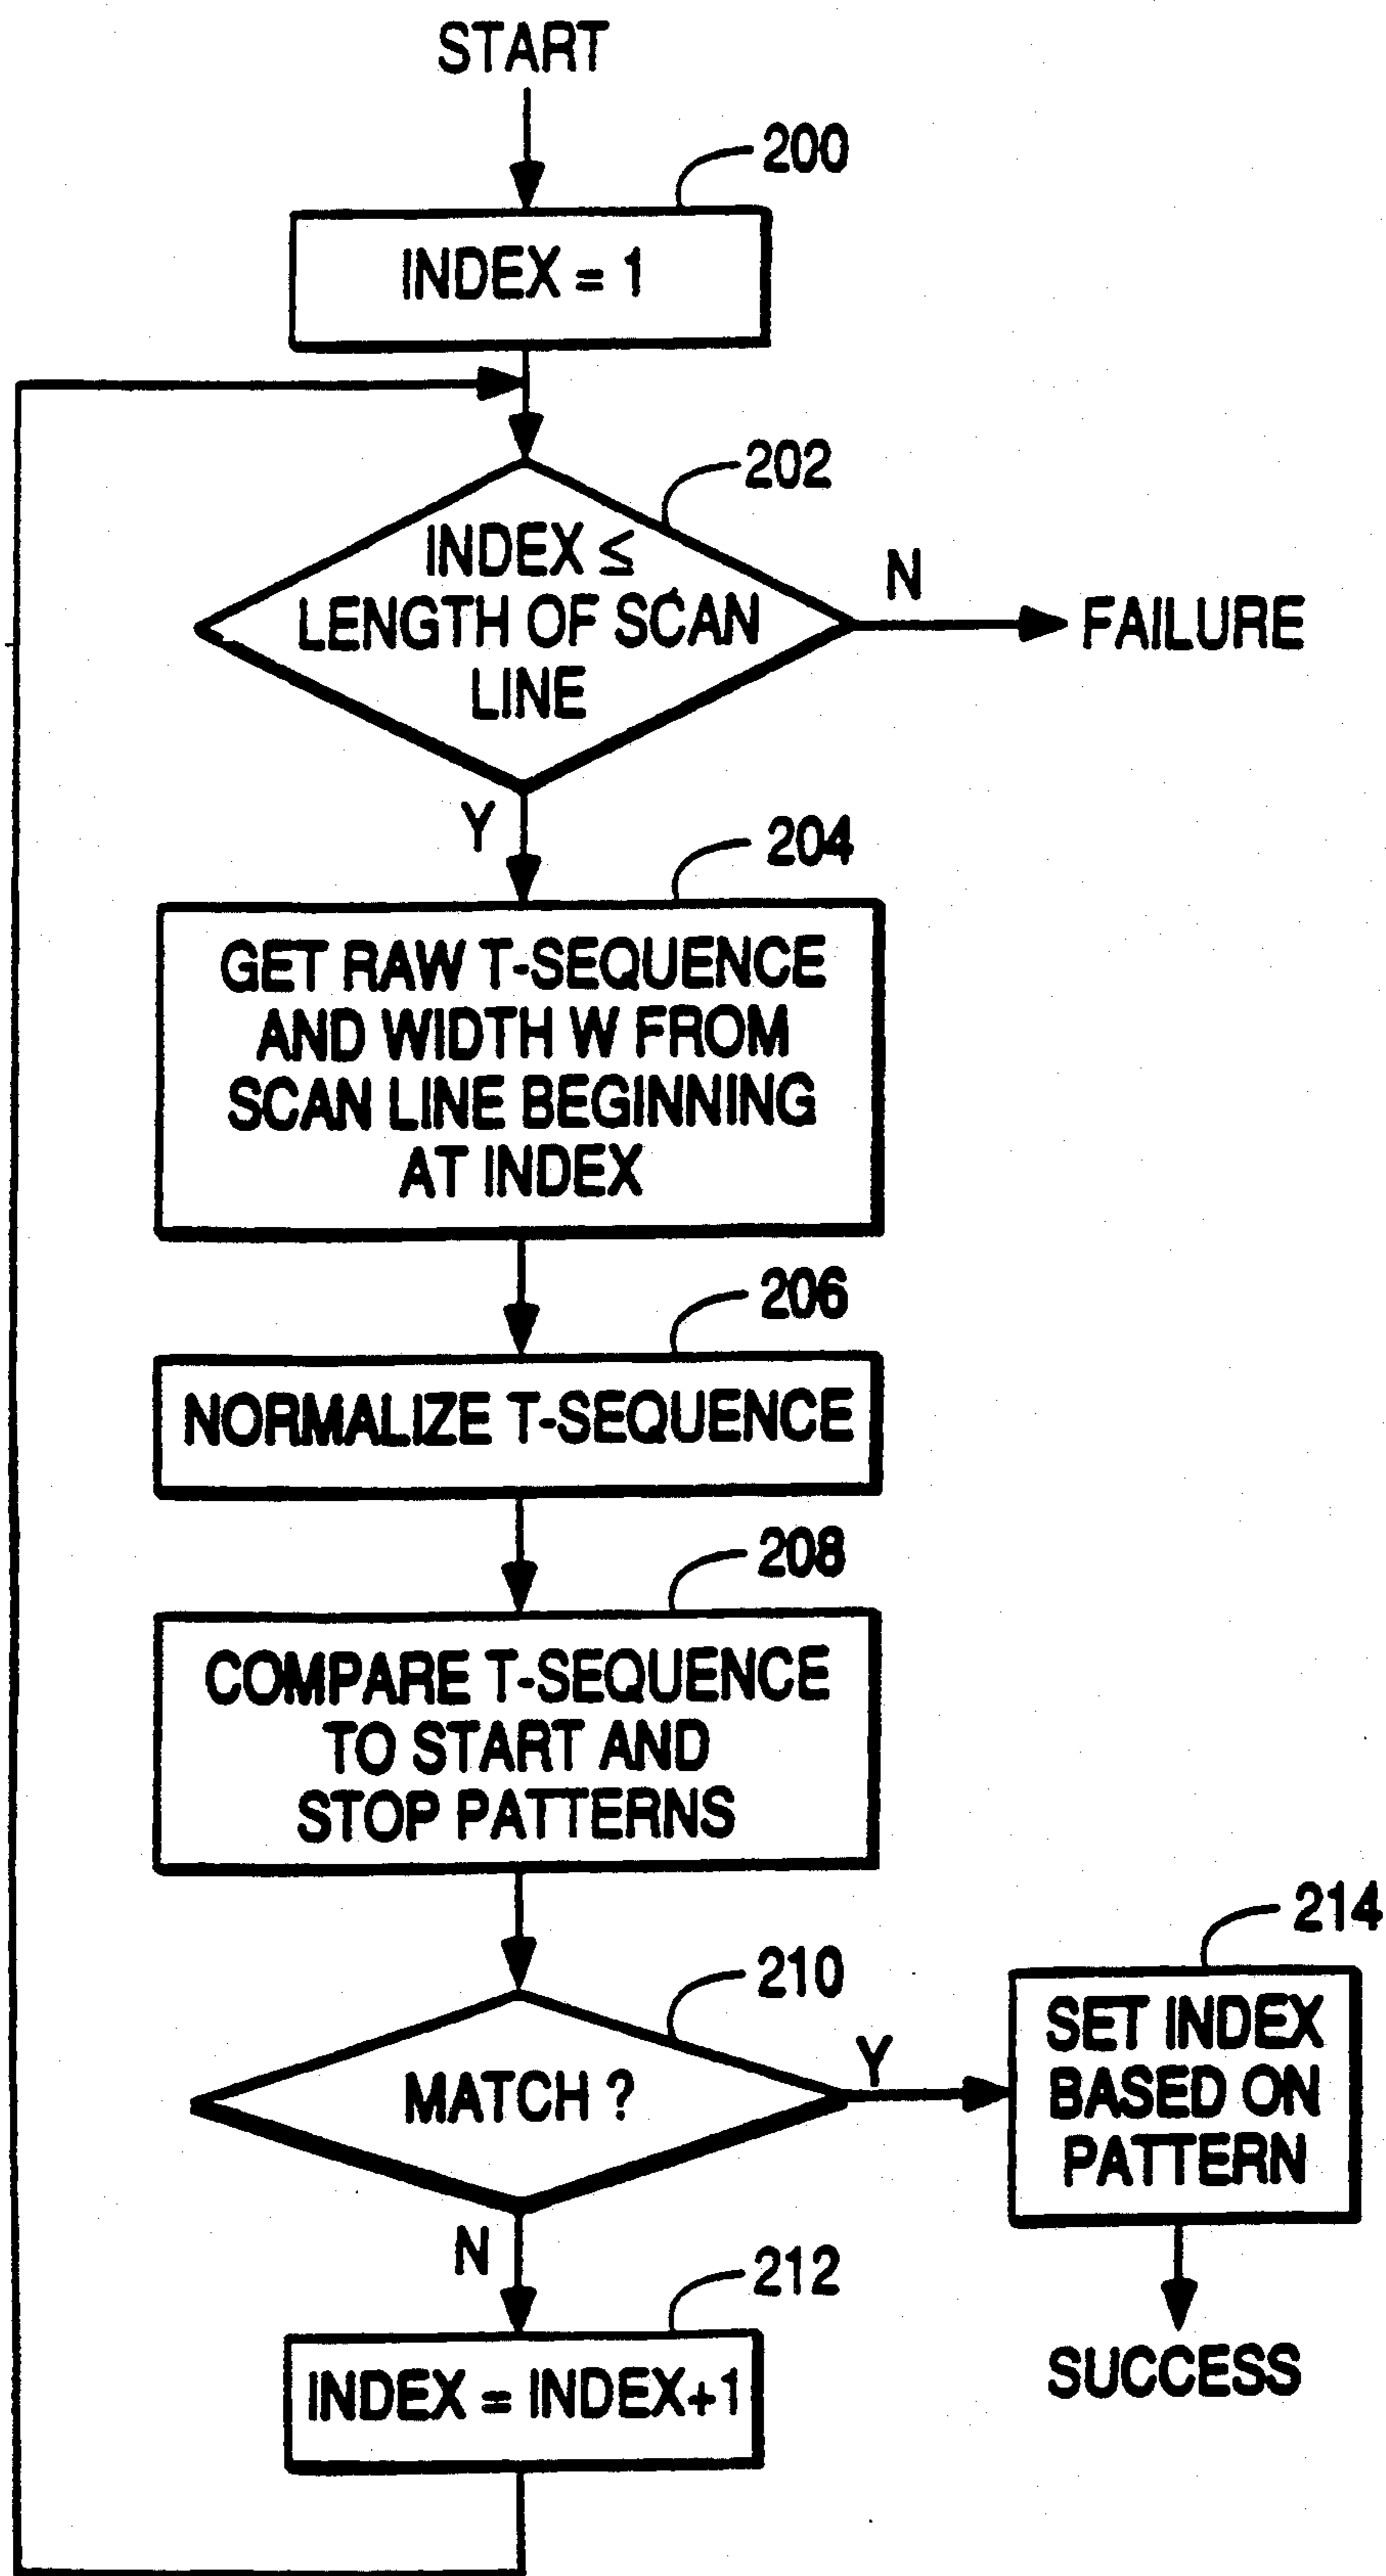 START
200
INDEX = 1
202
INDEX ≤
LENGTH OF SCAN
LINE
N
FAILURE
Y
204
GET RAW T-SEQUENCE
AND WIDTH W FROM
SCAN LINE BEGINNING
AT INDEX
206
NORMALIZE T-SEQUENCE
208
COMPARE T-SEQUENCE
TO START AND
STOP PATTERNS
210
MATCH ?
Y
214
SET INDEX
BASED ON
PATTERN
SUCCESS
N
212
INDEX = INDEX+1